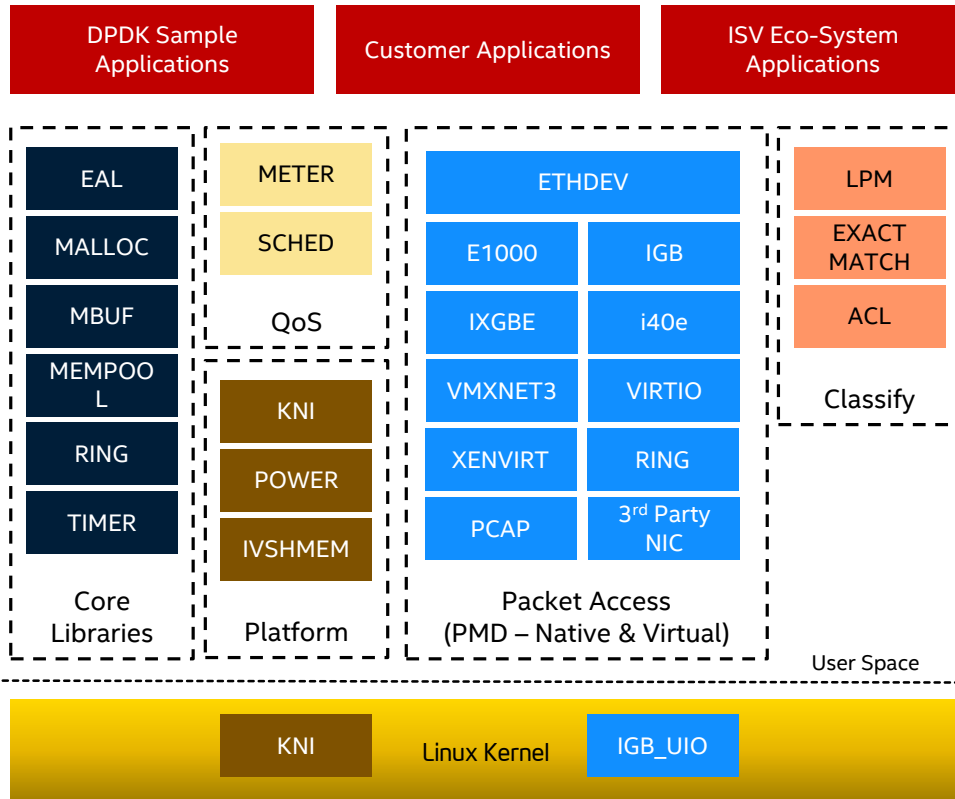 DPDK Sample
Applications
Customer Applications
ISV Eco-System
Applications
EAL
MALLOC
MBUF
MEMPOO
L
RING
TIMER
Core
Libraries
METER
SCHED
QoS
KNI
POWER
IVSHMEM
Platform
ETHDEV
E1000
IGB
IXGBE
i40e
VMXNET3
VIRTIO
XENVIRT
RING
PCAP
3rd Party
NIC
Packet Access
(PMD – Native & Virtual)
LPM
EXACT
MATCH
ACL
Classify
User Space
KNI
Linux Kernel
IGB_UIO